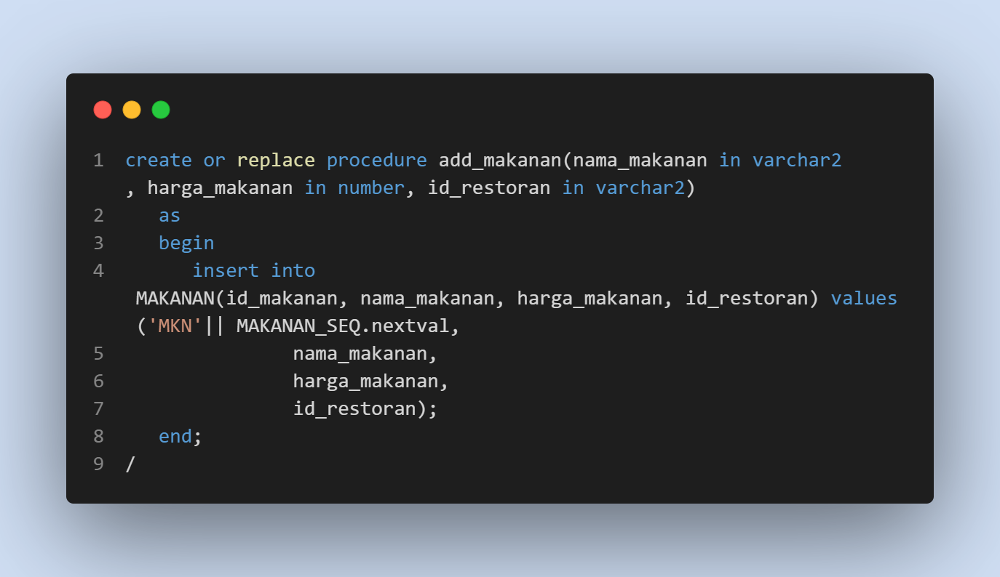 1 create or replace procedure add_makanan(nama_makanan in varchar2
, harga_makanan in number, id_restoran in varchar2)
2 as
3 begin
4 insert into
MAKANAN(id_makanan, nama_makanan, harga_makanan, id_restoran) values
('MKN'|| MAKANAN_SEQ.nextval,
5 nama_makanan,
6 harga_makanan,
7 id_restoran);
8 end;
9 /